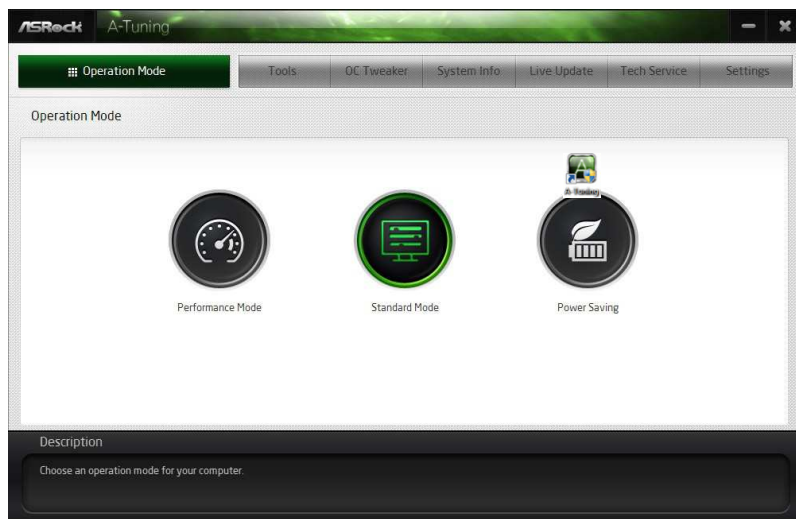 ASRock A-Tuning
Operation Mode Tools OC Tweaker System Info Live Update Tech Service Settings
Operation Mode
A-Tuning
Performance Mode Standard Mode Power Saving
Description
Choose an operation mode for your computer.